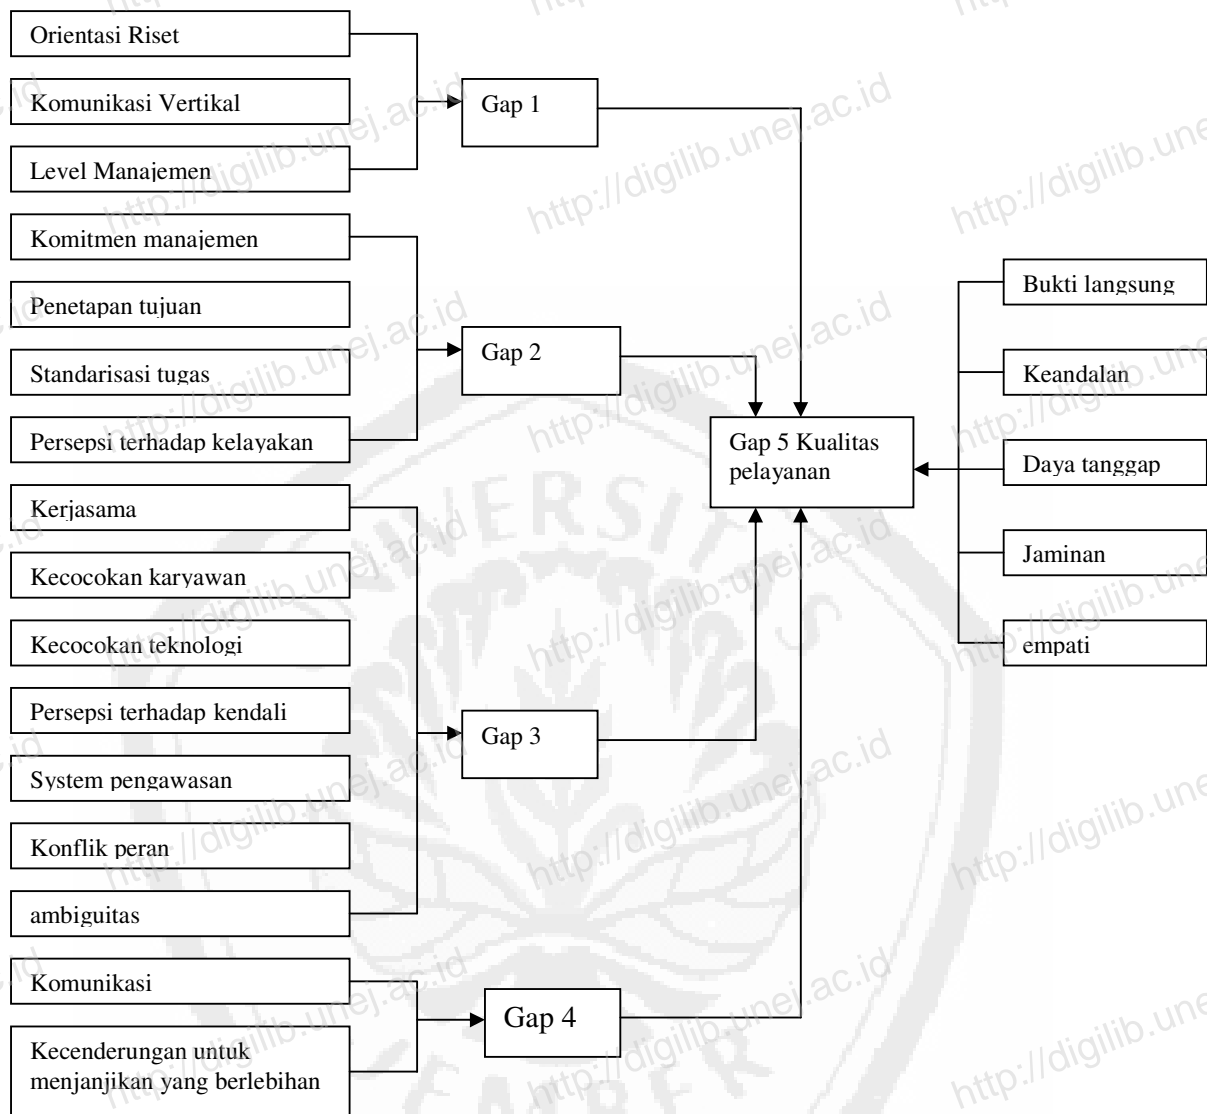 Orientasi Riset
Komunikasi Vertikal
Level Manajemen
Komitmen manajemen
Penetapan tujuan
Standarisasi tugas
Persepsi terhadap kelayakan
Kerjasama
Kecocokan karyawan
Kecocokan teknologi
Persepsi terhadap kendali
System pengawasan
Konflik peran
ambiguitas
Komunikasi
Kecenderungan untuk
menjanjikan yang berlebihan
Gap 1
Gap 2
Gap 3
Gap 4
Gap 5 Kualitas
pelayanan
Bukti langsung
Keandalan
Daya tanggap
Jaminan
empati
http://digilib.unej.ac.id
UNIVERSITAS
JEMBER